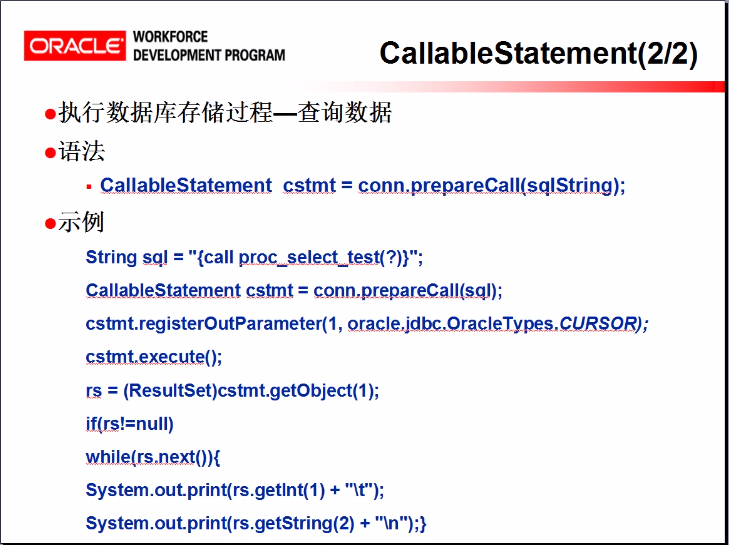 ORACLE
WORKFORCE
DEVELOPMENT PROGRAM
CallableStatement(2/2)
●执行数据库存储过程—查询数据
●语法
▪ CallableStatement cstmt = conn.prepareCall(sqlString);
●示例
String sql = "{call proc_select_test(?)}";
CallableStatement cstmt = conn.prepareCall(sql);
cstmt.registerOutParameter(1, oracle.jdbc.OracleTypes.CURSOR);
cstmt.execute();
rs = (ResultSet)cstmt.getObject(1);
if(rs!=null)
while(rs.next()){
System.out.print(rs.getInt(1) + "\t");
System.out.print(rs.getString(2) + "\n");}